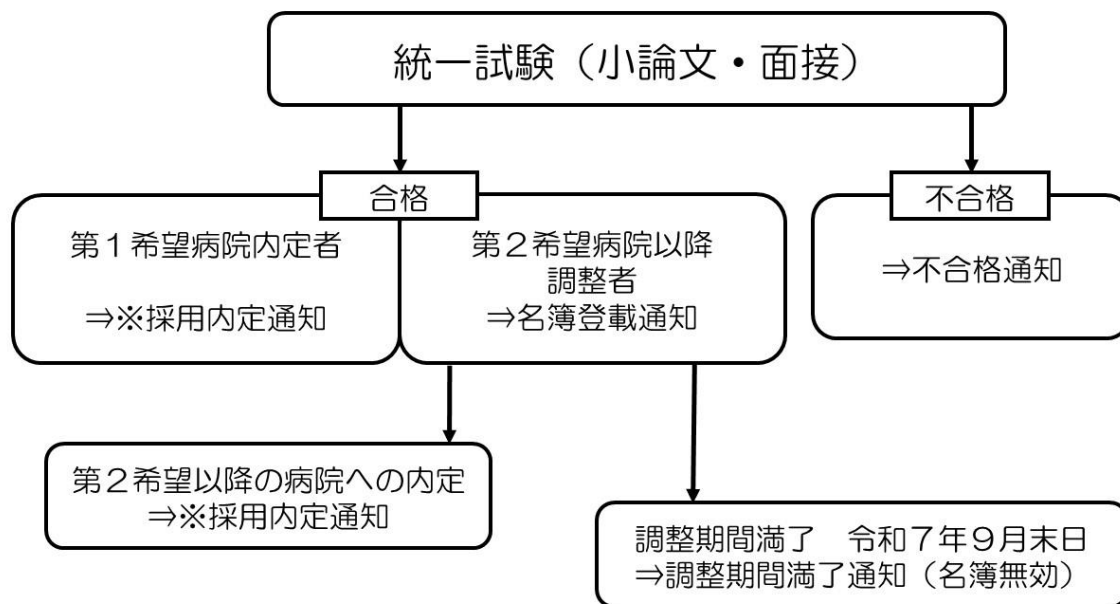 統一試験（小論文・面接）
合格
不合格
第１希望病院内定者
⇒※採用内定通知
第２希望病院以降
調整者
⇒名簿登載通知
⇒不合格通知
第２希望以降の病院への内定
⇒※採用内定通知
調整期間満了　令和７年９月末日
⇒調整期間満了通知（名簿無効）